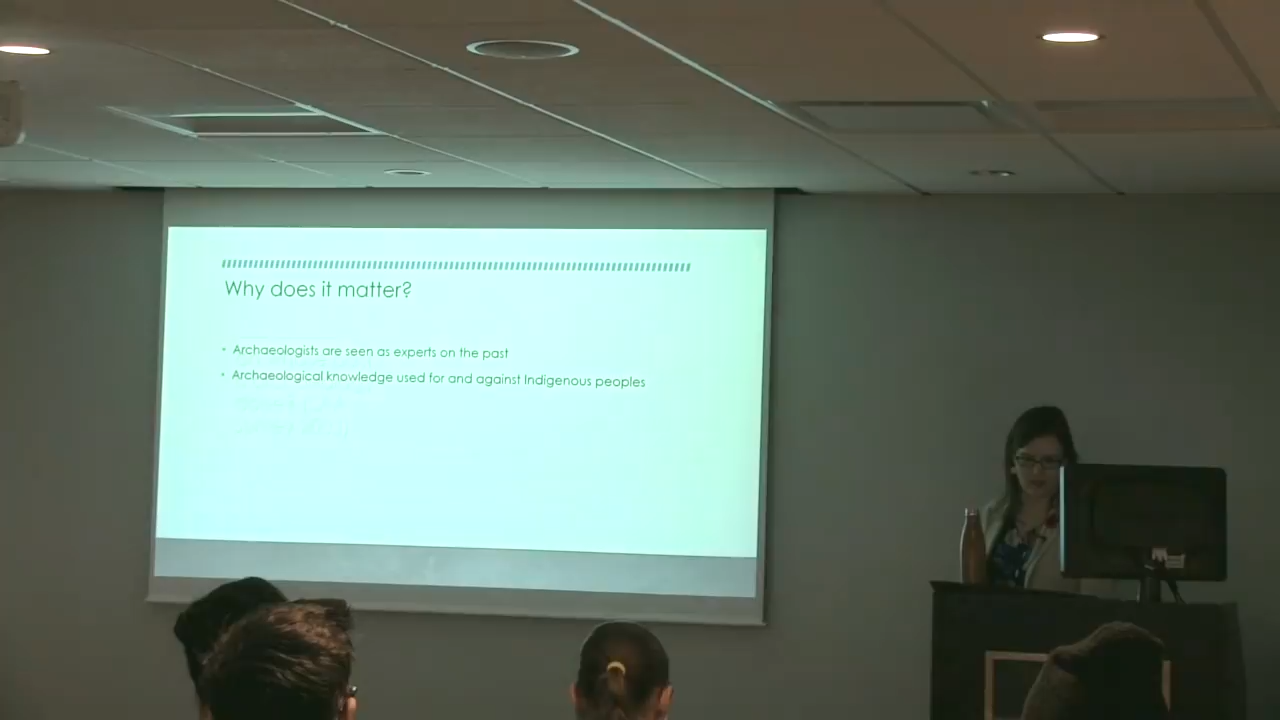 Why does it matter?
Archaeologists are seen as experts on the past
Archaeological knowledge used for and against Indigenous peoples